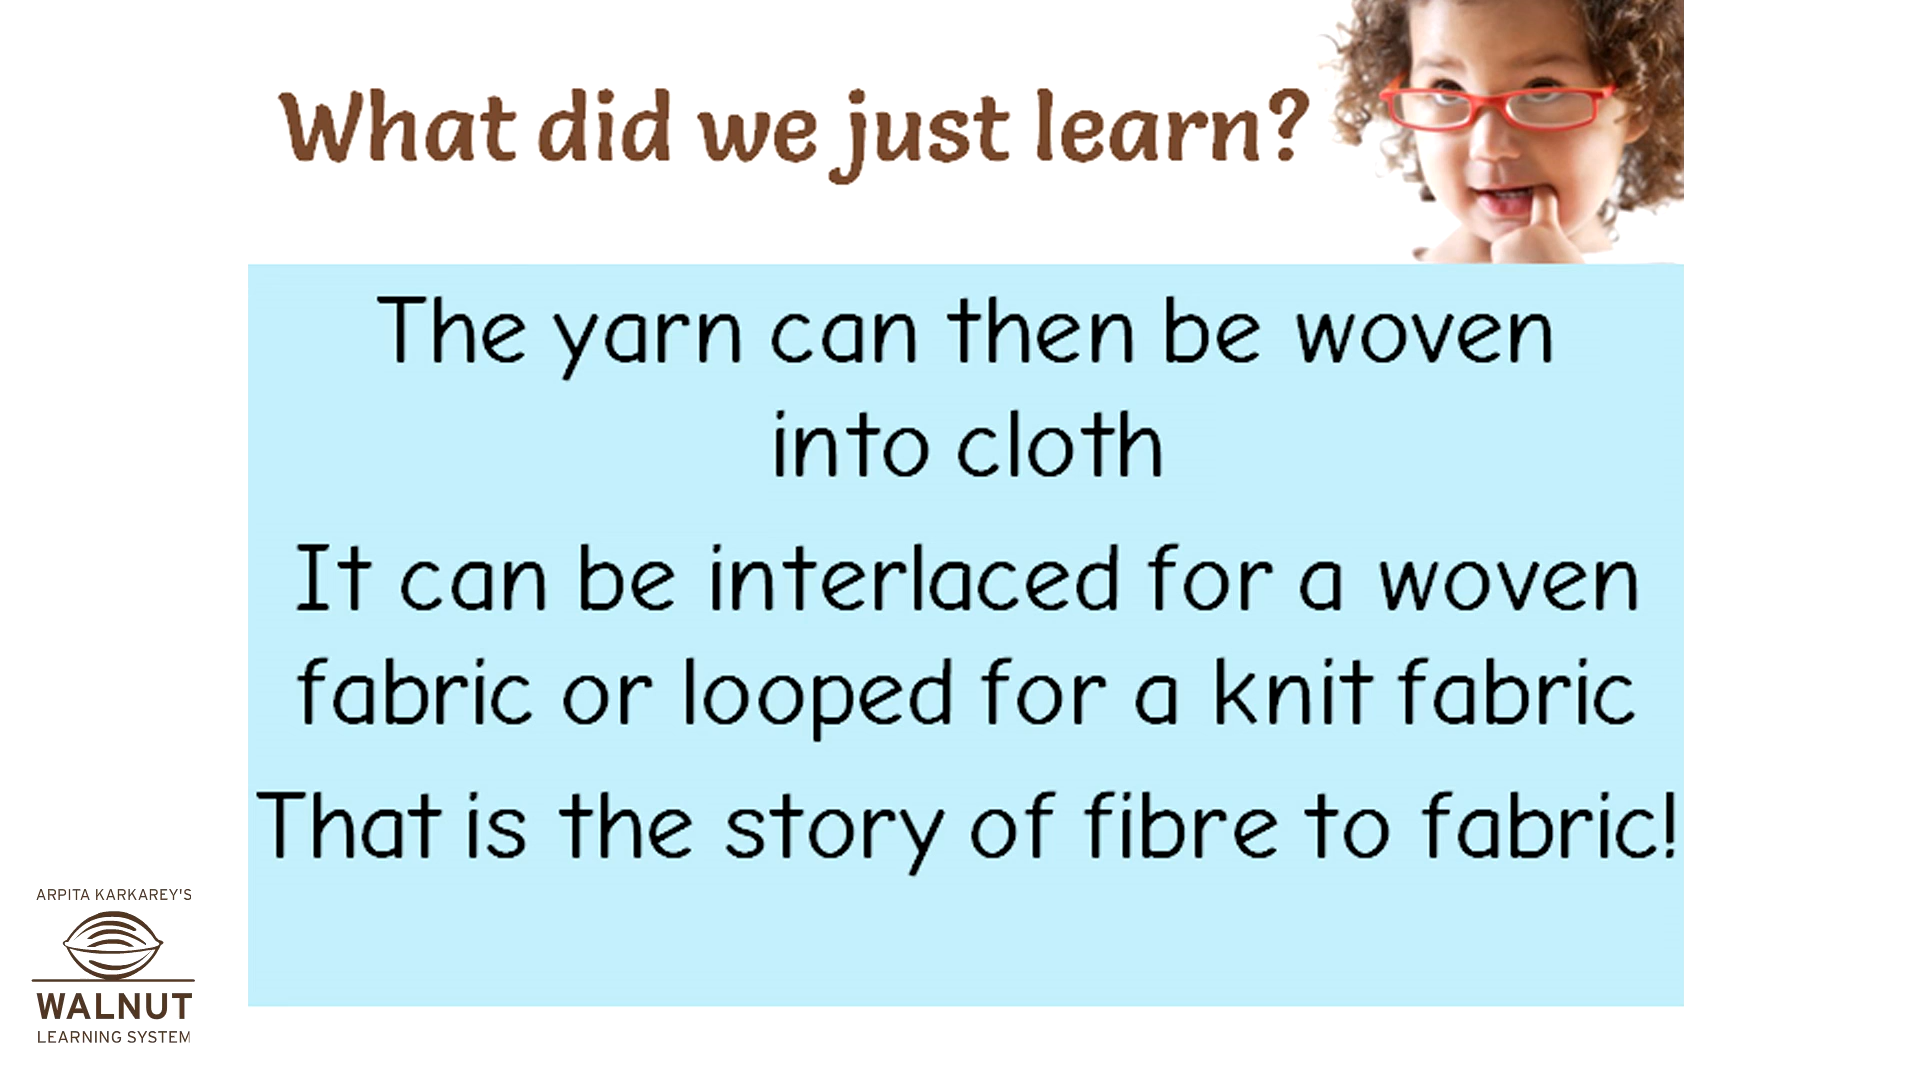 What did we just learn?
The yarn can then be woven
into cloth
It can be interlaced for a woven
fabric or looped for a knit fabric
That is the story of fibre to fabric!
ARPITA KARKAREY'S
WALNUT
LEARNING SYSTEM